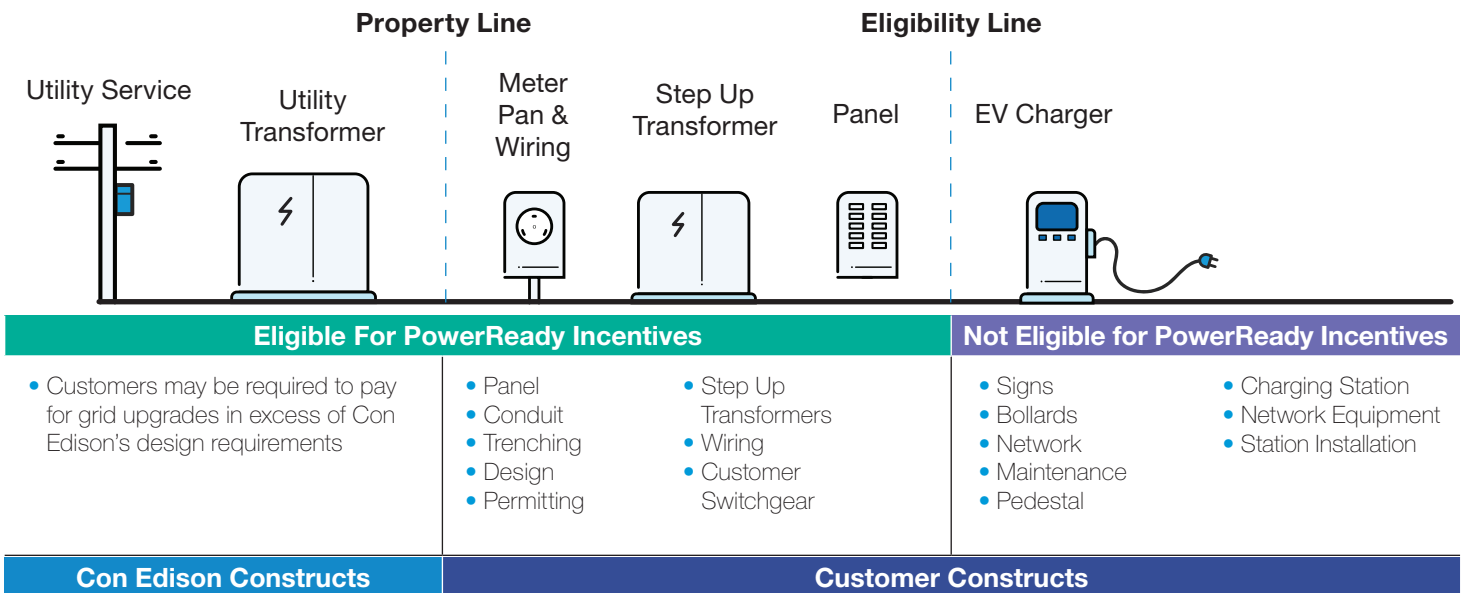 Property Line
Eligibility Line
Utility Service
Utility
Transformer
Meter
Pan &
Wiring
Step Up
Transformer
Panel
EV Charger
Eligible For PowerReady Incentives
Not Eligible for PowerReady Incentives
• Customers may be required to pay
for grid upgrades in excess of Con
Edison's design requirements
• Panel
• Conduit
• Trenching
• Design
• Permitting
• Step Up
Transformers
• Wiring
• Customer
Switchgear
• Signs
• Bollards
• Network
• Maintenance
• Pedestal
• Charging Station
• Network Equipment
• Station Installation
Con Edison Constructs
Customer Constructs